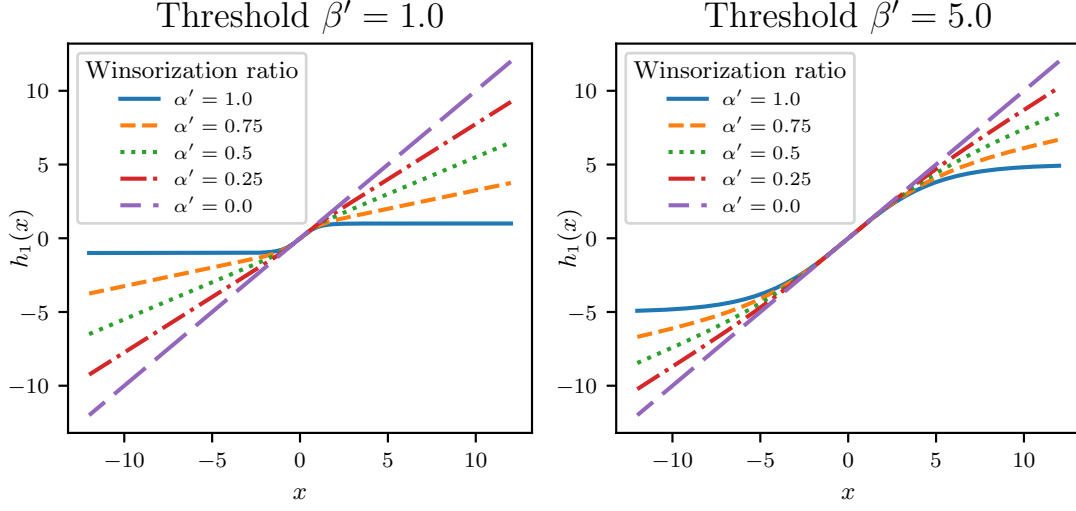 Threshold β′ = 1.0
h₁(x)
10
5
0
−5
−10
Winsorization ratio
α′ = 1.0
α′ = 0.75
α′ = 0.5
α′ = 0.25
α′ = 0.0
−10 −5 0 5 10
x
Threshold β′ = 5.0
h₁(x)
10
5
0
−5
−10
Winsorization ratio
α′ = 1.0
α′ = 0.75
α′ = 0.5
α′ = 0.25
α′ = 0.0
−10 −5 0 5 10
x